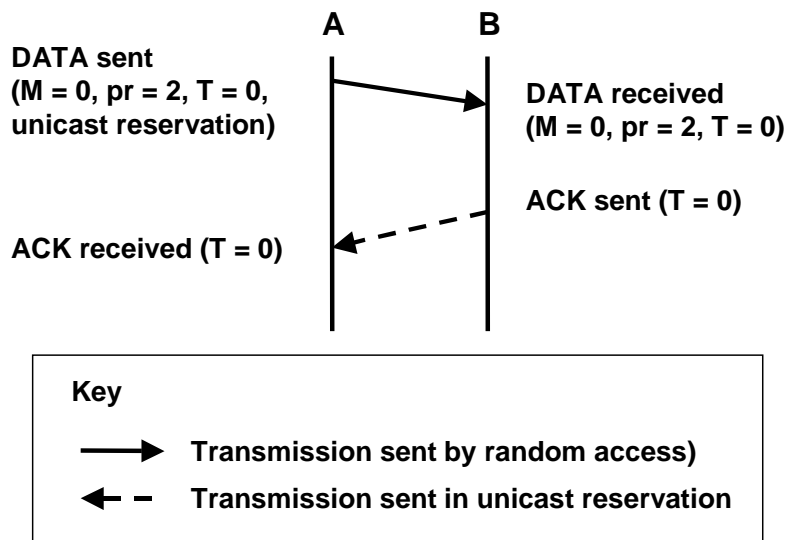 A B
DATA sent
(M = 0, pr = 2, T = 0,
unicast reservation)
DATA received
(M = 0, pr = 2, T = 0)
ACK sent (T = 0)
ACK received (T = 0)
Key
Transmission sent by random access)
Transmission sent in unicast reservation